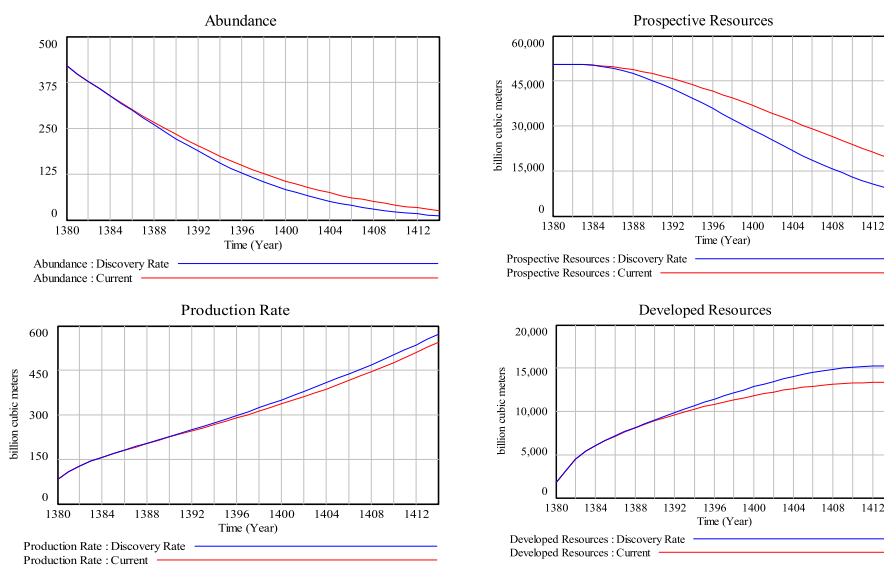 Abundance
500
375
250
125
0
1380 1384 1388 1392 1396 1400 1404 1408 1412
Time (Year)
Abundance : Discovery Rate
Abundance : Current
Prospective Resources
billion cubic meters
60,000
45,000
30,000
15,000
0
1380 1384 1388 1392 1396 1400 1404 1408 1412
Time (Year)
Prospective Resources : Discovery Rate
Prospective Resources : Current
Production Rate
billion cubic meters
600
450
300
150
0
1380 1384 1388 1392 1396 1400 1404 1408 1412
Time (Year)
Production Rate : Discovery Rate
Production Rate : Current
Developed Resources
billion cubic meters
20,000
15,000
10,000
5,000
0
1380 1384 1388 1392 1396 1400 1404 1408 1412
Time (Year)
Developed Resources : Discovery Rate
Developed Resources : Current